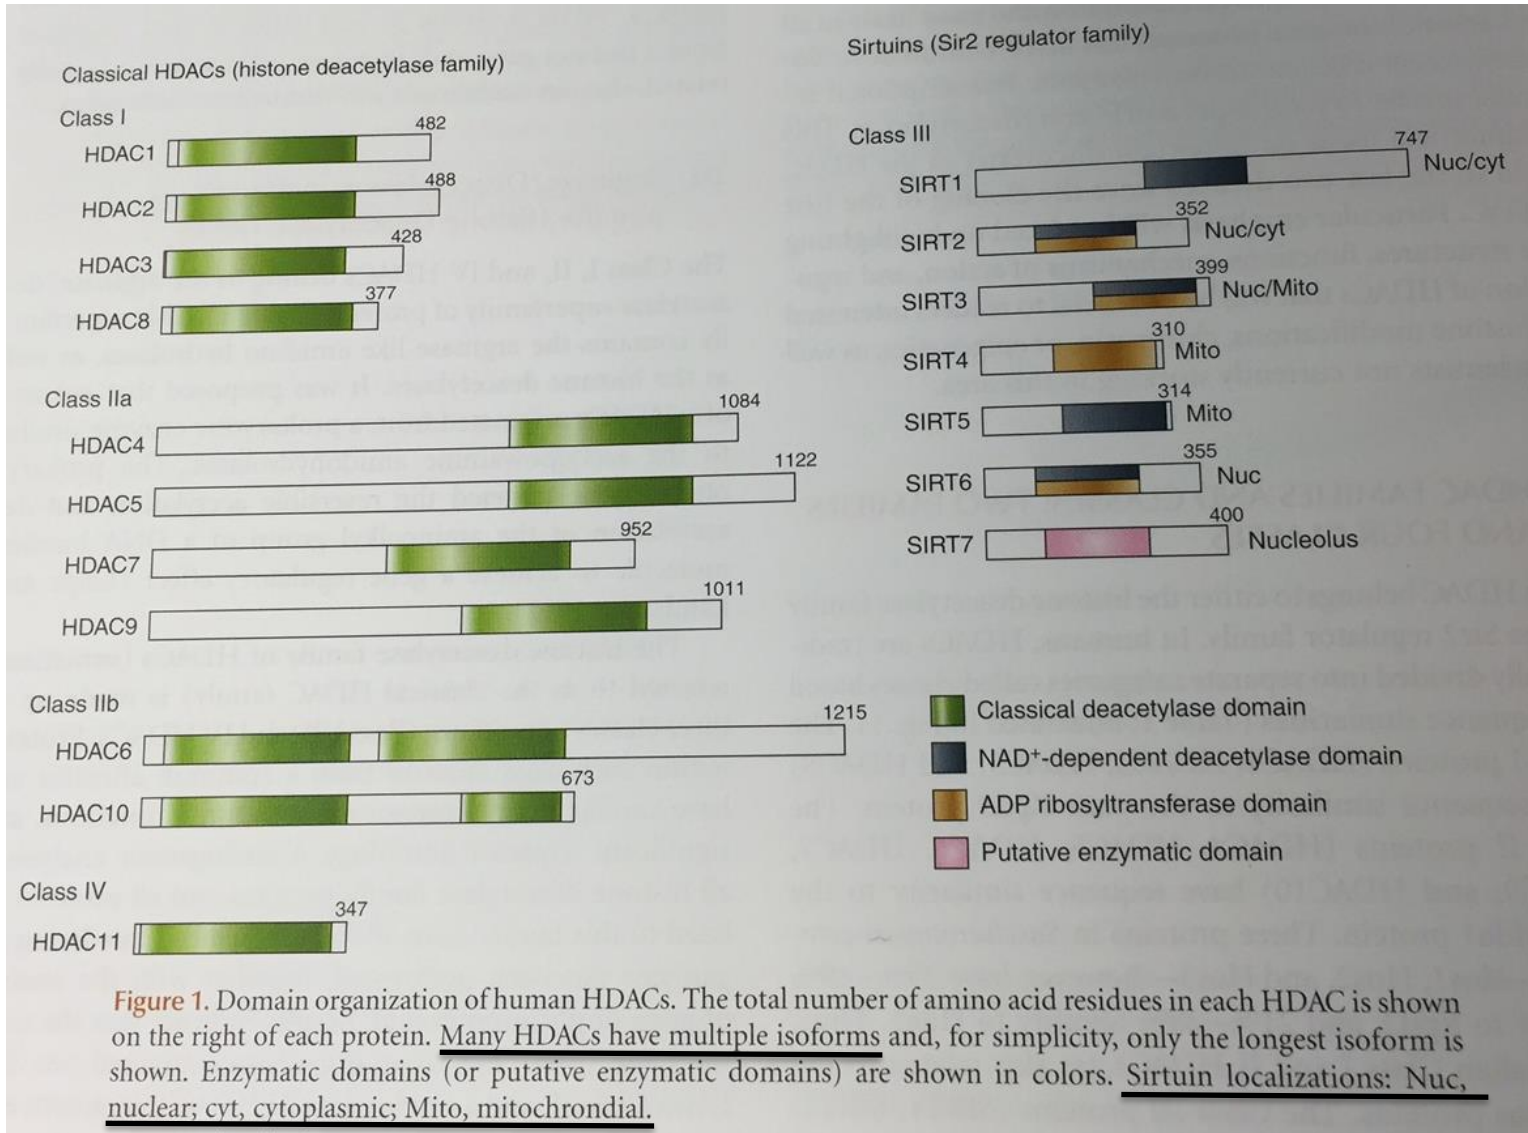 Classical HDACs (histone deacetylase family)
Class I
482
HDAC1
488
HDAC2
428
HDAC3
377
HDAC8
Class IIa
1084
HDAC4
1122
HDAC5
952
HDAC7
1011
HDAC9
Class IIb
1215
HDAC6
673
HDAC10
Class IV
347
HDAC11
Sirtuins (Sir2 regulator family)
Class III
747
SIRT1 Nuc/cyt
352
SIRT2 Nuc/cyt
399
SIRT3 Nuc/Mito
310
SIRT4 Mito
314
SIRT5 Mito
355
SIRT6 Nuc
400
SIRT7 Nucleolus
Classical deacetylase domain
NAD+-dependent deacetylase domain
ADP ribosyltransferase domain
Putative enzymatic domain
Figure 1. Domain organization of human HDACs. The total number of amino acid residues in each HDAC is shown
on the right of each protein. Many HDACs have multiple isoforms and, for simplicity, only the longest isoform is
shown. Enzymatic domains (or putative enzymatic domains) are shown in colors. Sirtuin localizations: Nuc,
nuclear; cyt, cytoplasmic; Mito, mitochrondial.